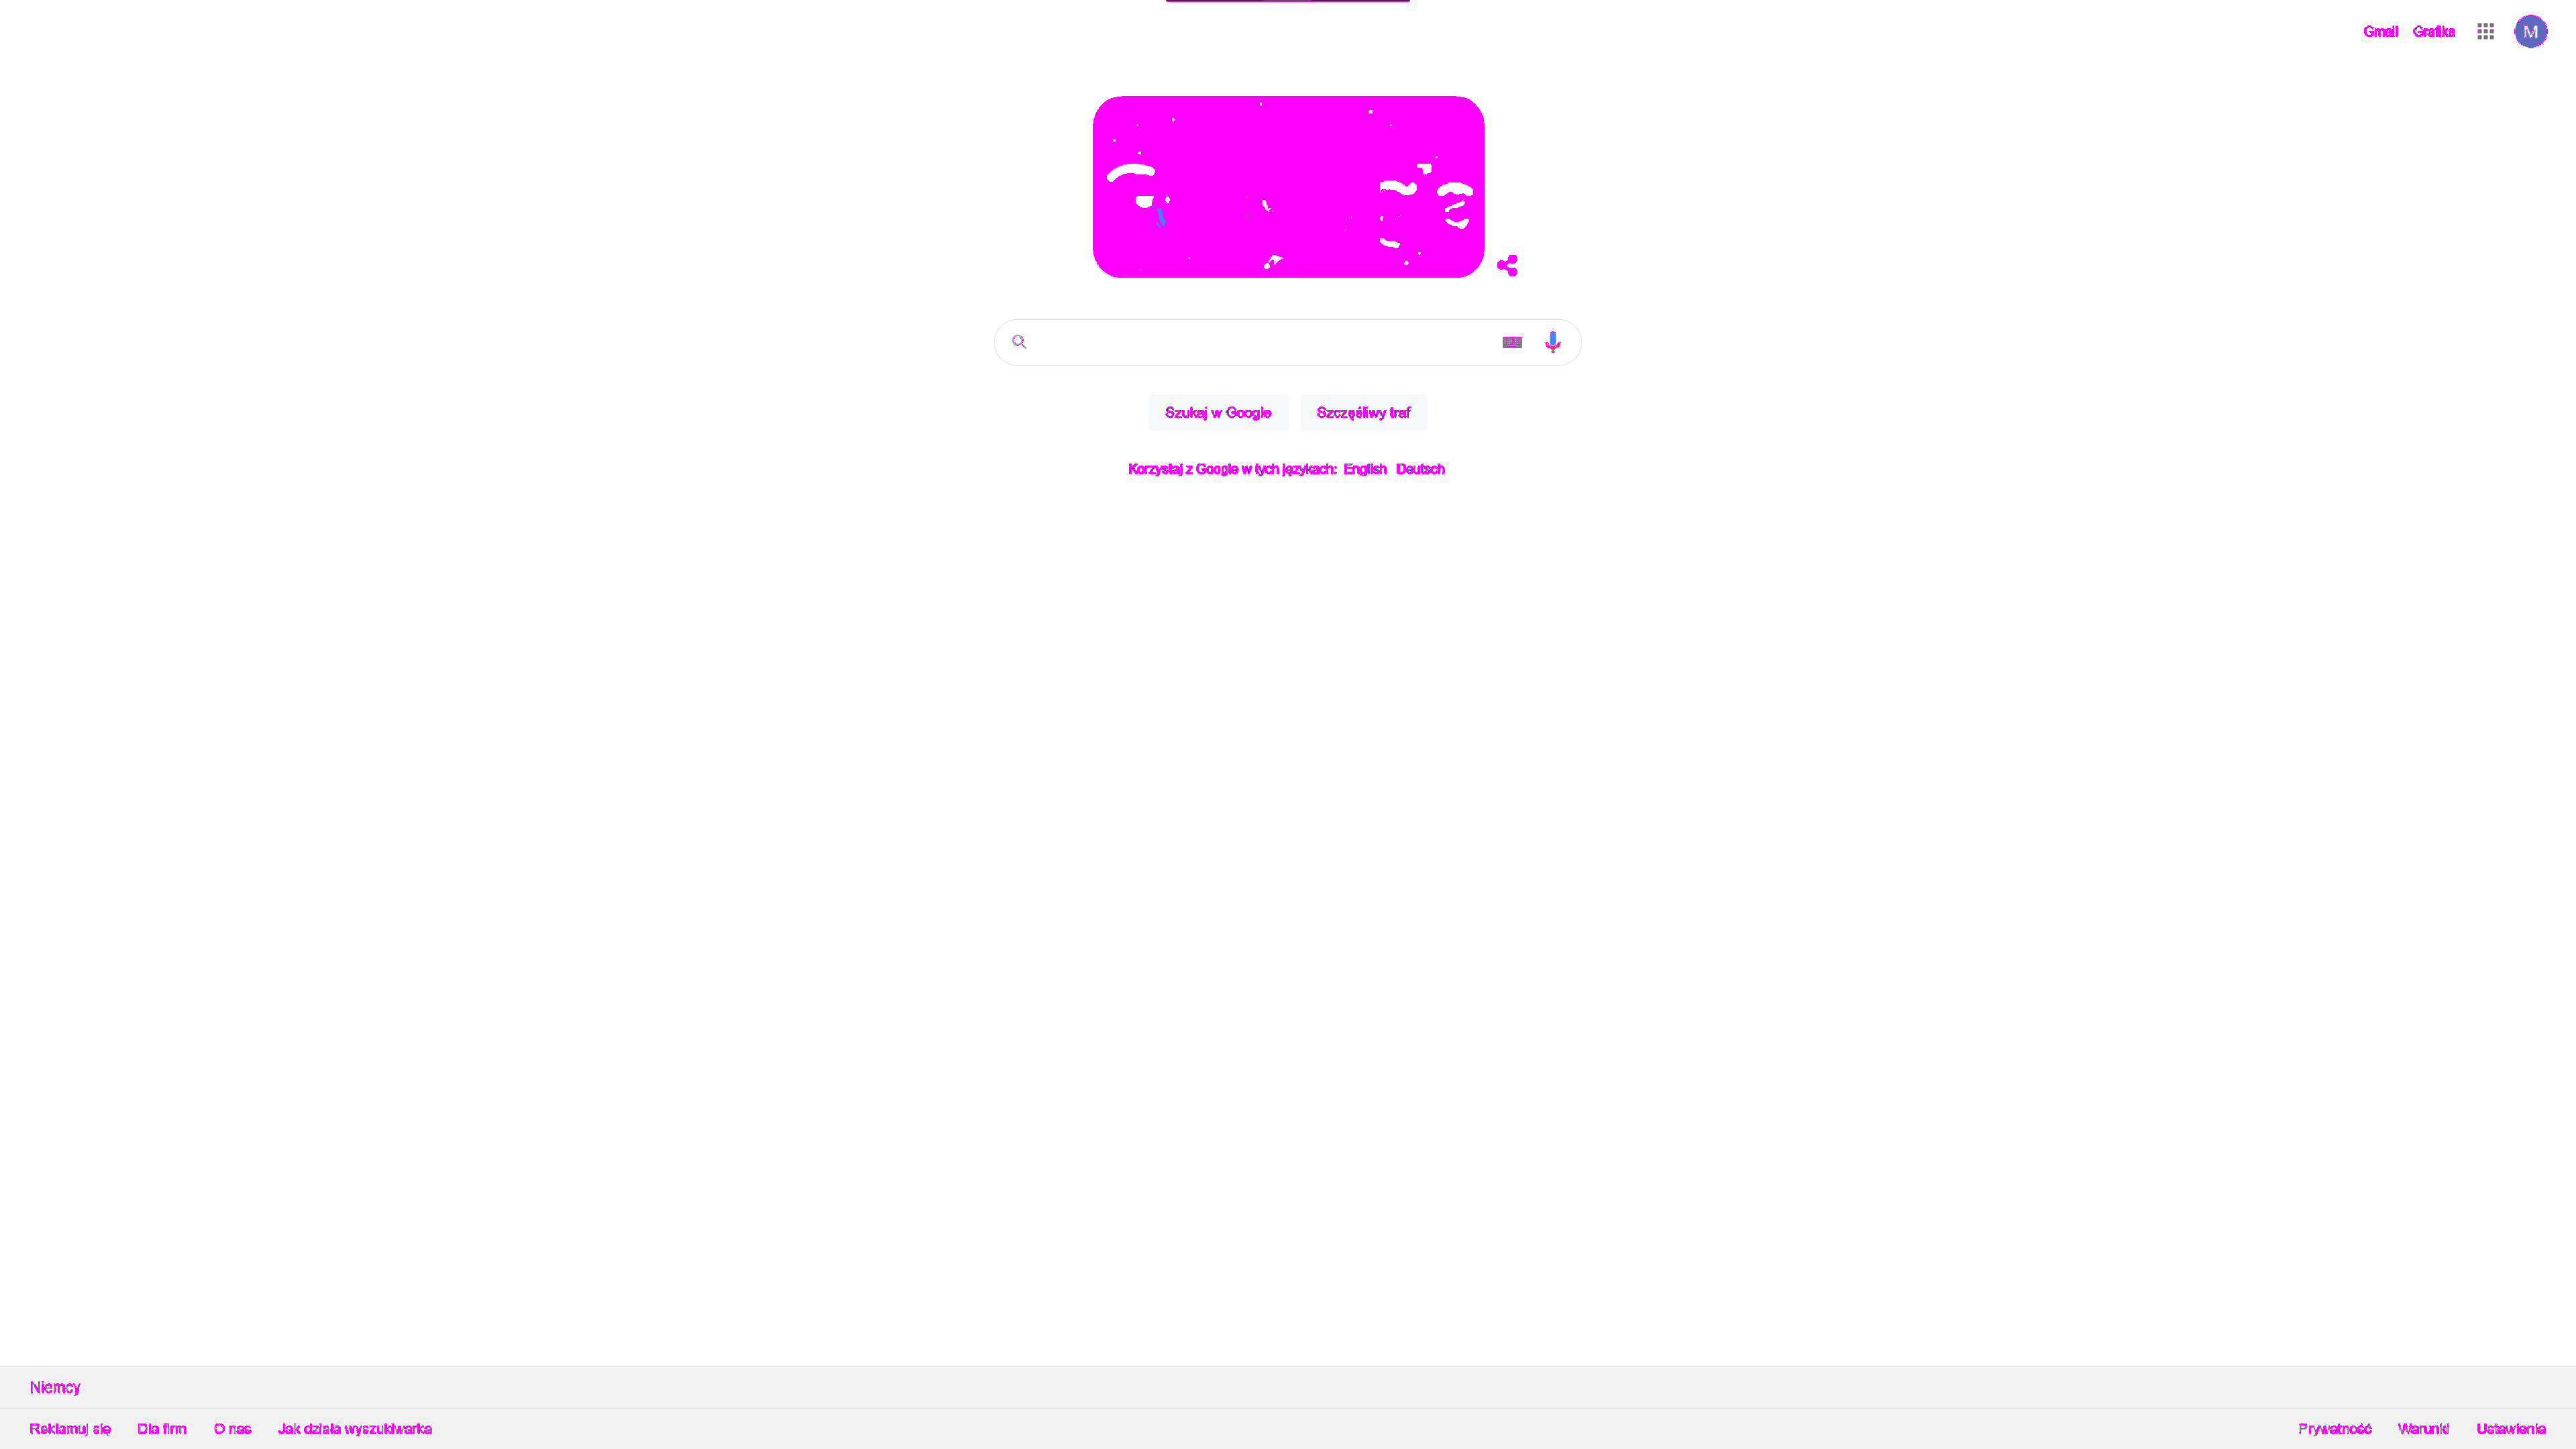 Gmail Grafika M
Szukaj w Google Szczęśliwy traf
Korzystaj z Google w tych językach: English Deutsch
Niemcy
Reklamuj się Dla firm O nas Jak działa wyszukiwarka Prywatność Warunki Ustawienia